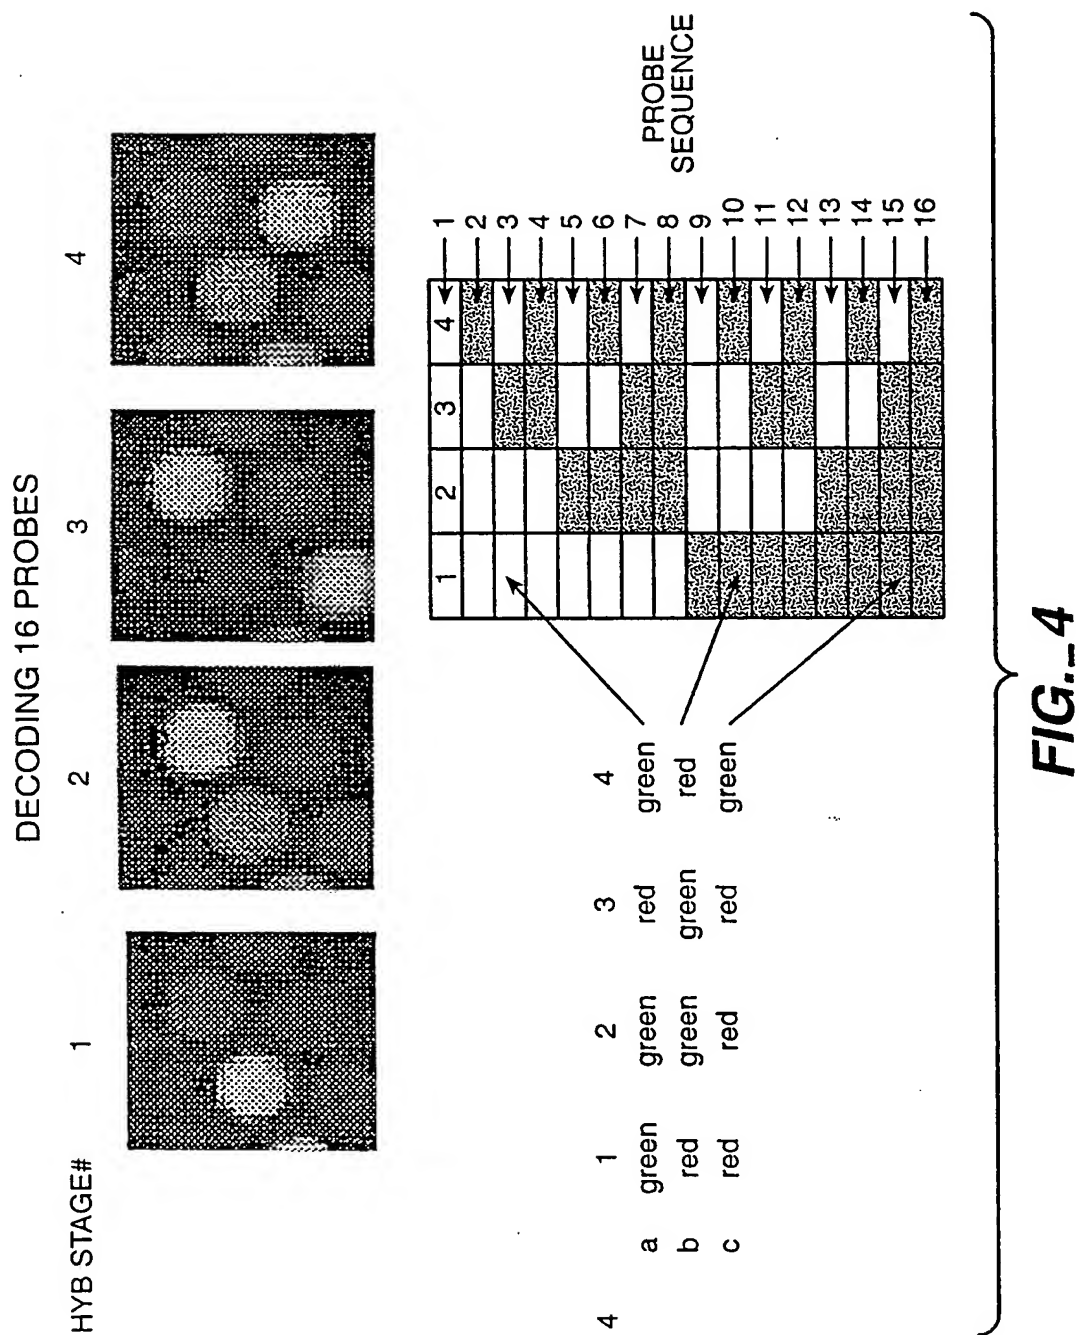 DECODING 16 PROBES
HYB STAGE# 1 2 3 4
1 2 3 4
1
2
3
4
5
6
7
8
9
10
11
12
13
14
15
16
PROBE
SEQUENCE
4
1 2 3 4
a green green red green
b red green green red
c red red red green
FIG._4